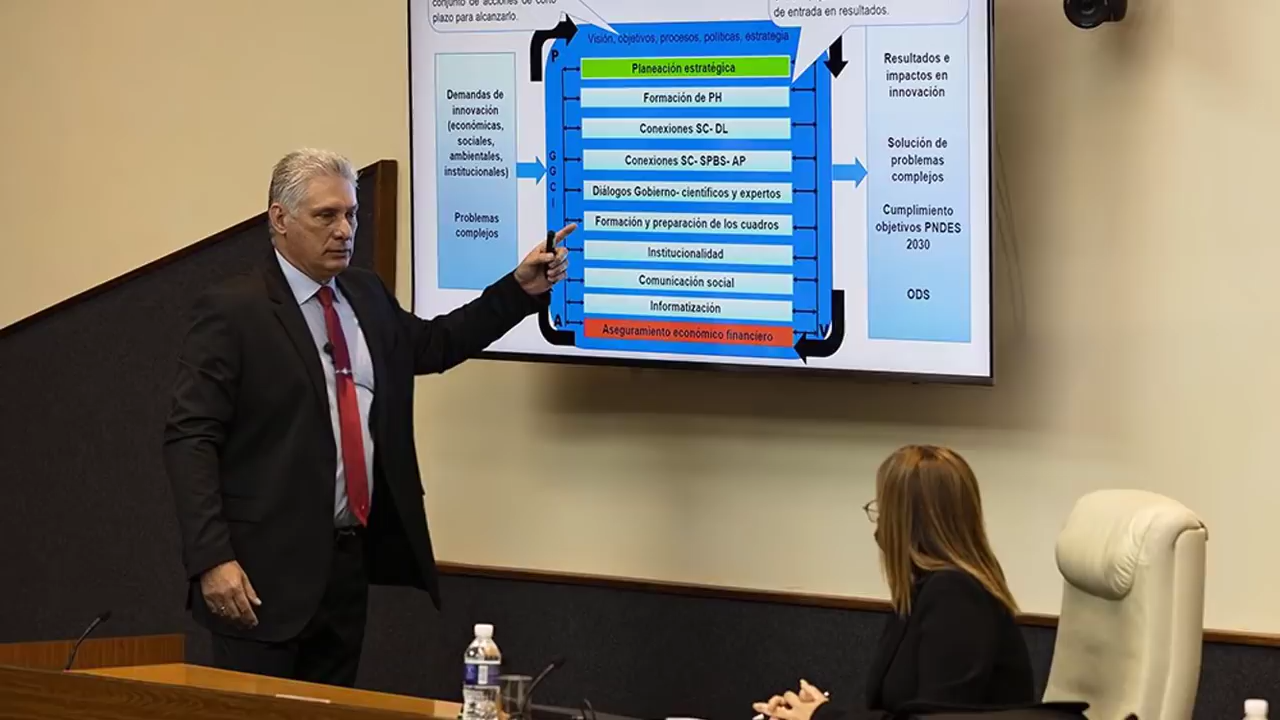 conjunto de acciones de corto
plazo para alcanzarlo.
de entrada en resultados.
Visión, objetivos, procesos, políticas, estrategia
P
Planeación estratégica
Formación de PH
Conexiones SC- DL
Conexiones SC- SPBS- AP
Diálogos Gobierno- científicos y expertos
Formación y preparación de los cuadros
Institucionalidad
Comunicación social
Informatización
Aseguramiento económico financiero
G
G
C
I
A
V
Demandas de
innovación
(económicas,
sociales,
ambientales,
institucionales)
Problemas
complejos
Resultados e
impactos en
innovación
Solución de
problemas
complejos
Cumplimiento
objetivos PNDES
2030
ODS